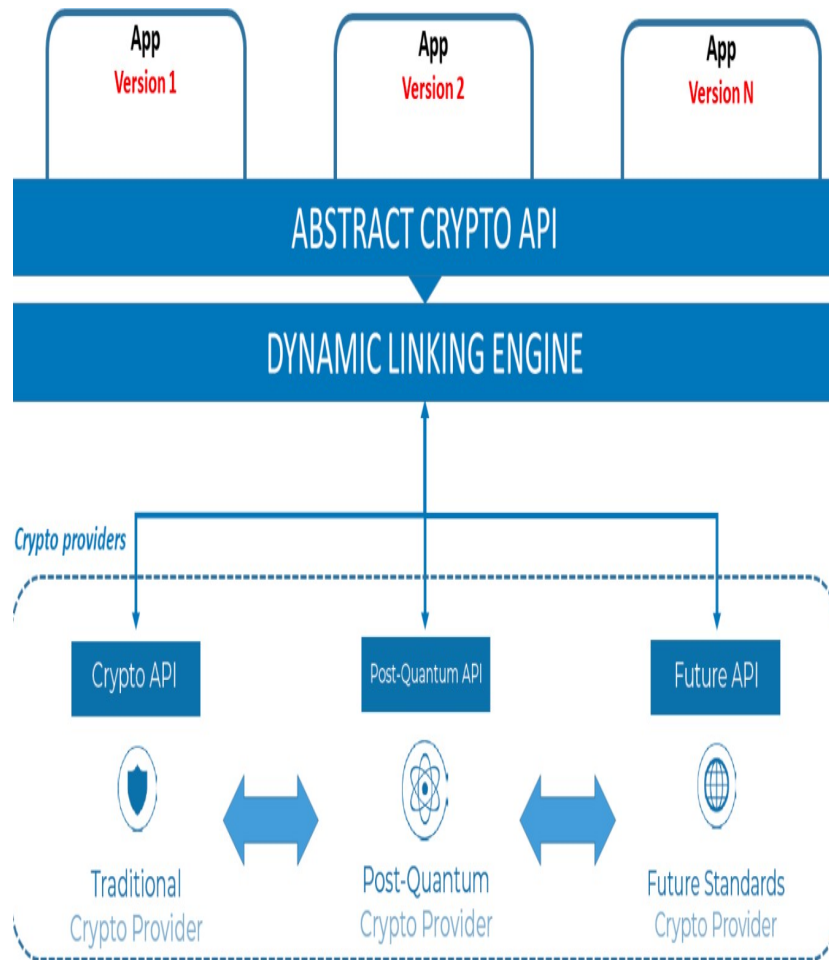 App
Version 1
App
Version 2
App
Version N
ABSTRACT CRYPTO API
DYNAMIC LINKING ENGINE
Crypto providers
Crypto API
Post-Quantum API
Future API
Traditional
Crypto Provider
Post-Quantum
Crypto Provider
Future Standards
Crypto Provider